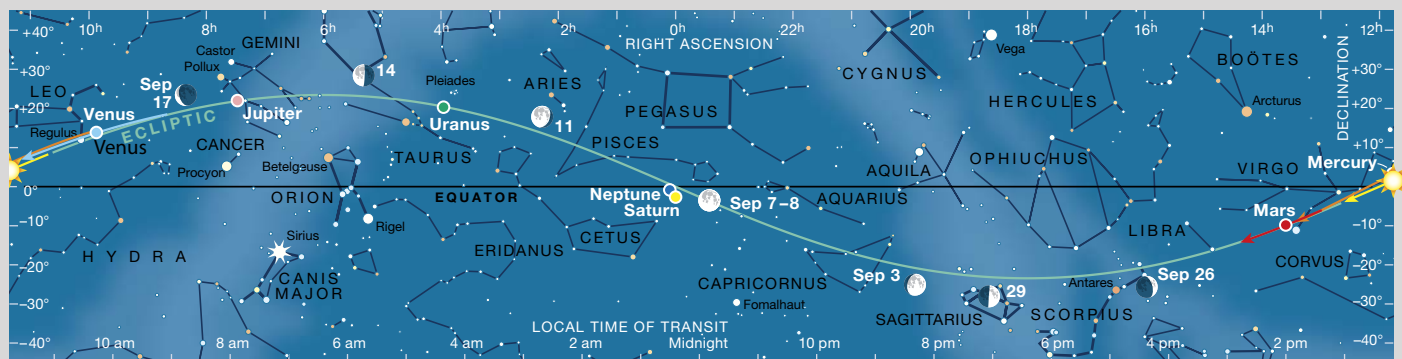 10h 8h 6h 4h 2h 0h 22h 20h 18h 16h 14h 12h
RIGHT ASCENSION
DECLINATION
+40° +40°
+30° +30°
+20° +20°
+10° +10°
0° 0°
−10° −10°
−20° −20°
−30° −30°
−40° −40°
LEO
Regulus
Venus
Venus
Sep
17
ECLIPTIC
Castor
Pollux
GEMINI
Jupiter
CANCER
Procyon
14
Betelgeuse
ORION
Rigel
Sirius
CANIS
MAJOR
HYDRA
Pleiades
Uranus
TAURUS
EQUATOR
ERIDANUS
ARIES
11
PISCES
CETUS
PEGASUS
Neptune
Saturn
Sep 7–8
AQUARIUS
CAPRICORNUS
Fomalhaut
CYGNUS
AQUILA
Sep 3
SAGITTARIUS
29
Vega
HERCULES
OPHIUCHUS
Antares
SCORPIUS
Sep 26
LIBRA
BOÖTES
Arcturus
VIRGO
Mercury
Mars
CORVUS
LOCAL TIME OF TRANSIT
10 am 8 am 6 am Midnight 10 pm 8 pm 6 pm 4 pm 2 pm